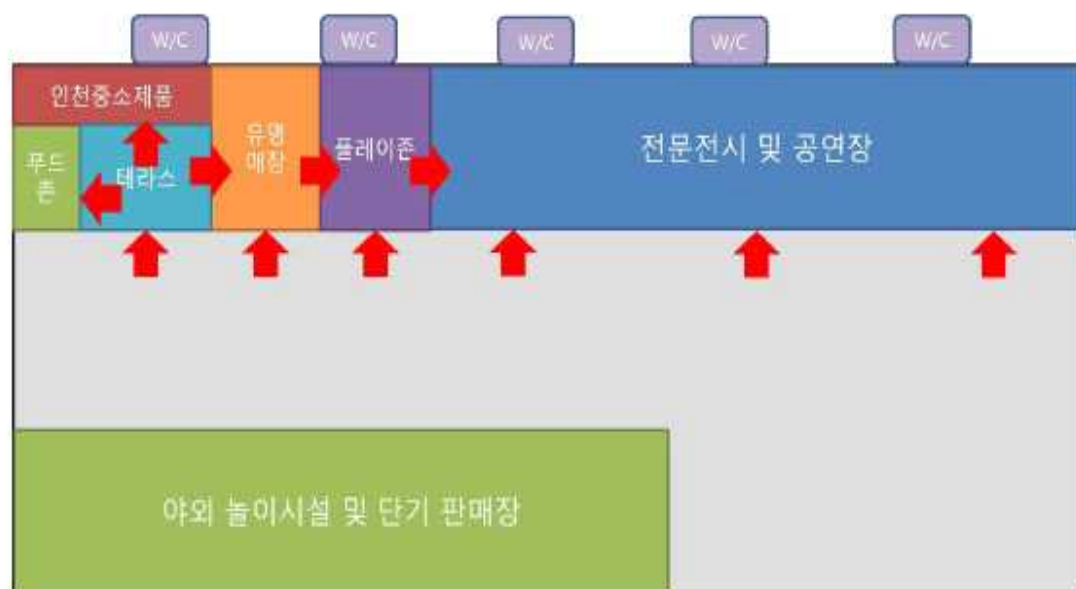 W/C
W/C
W/C
W/C
W/C
인천중소제품
푸드
존
테라스
유명
매장
플레이존
전문전시 및 공연장
야외 놀이시설 및 단기 판매장